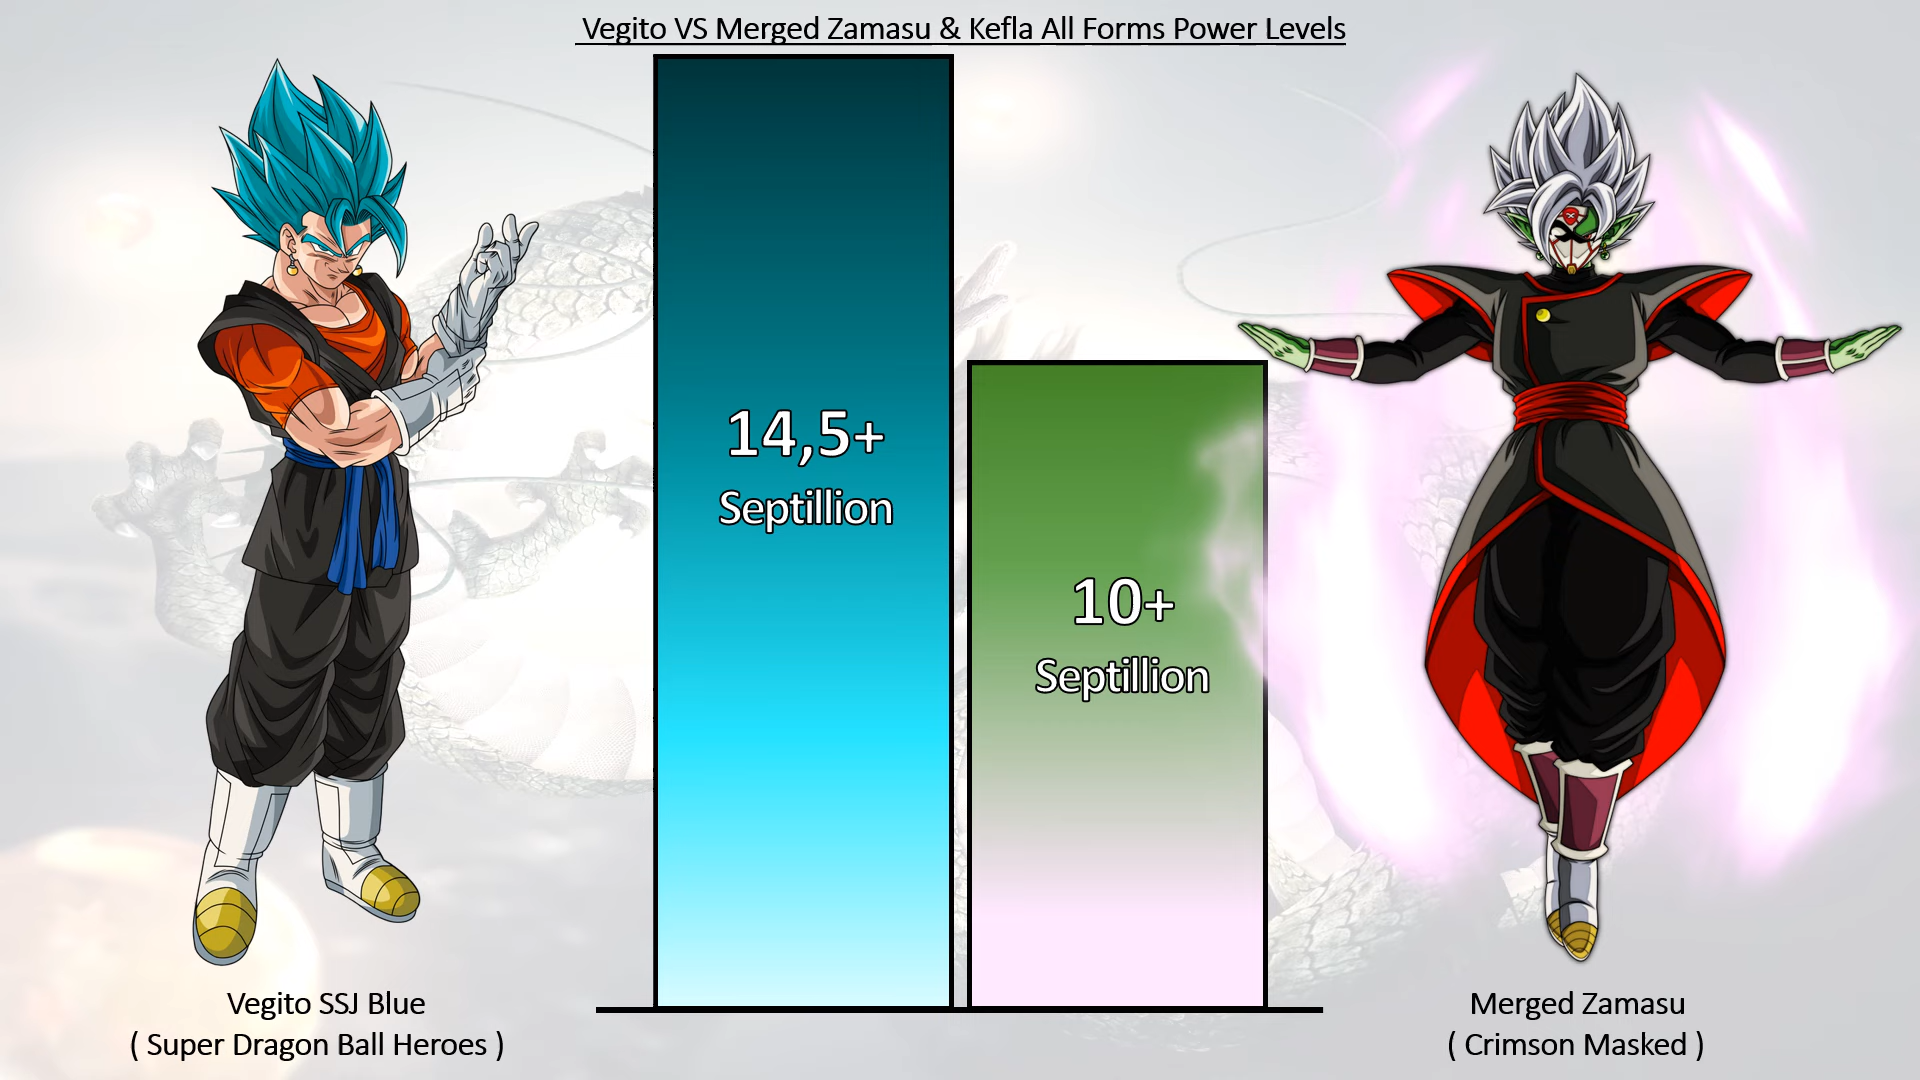 Vegito VS Merged Zamasu & Kefla All Forms Power Levels
14,5+
Septillion
10+
Septillion
Vegito SSJ Blue
( Super Dragon Ball Heroes )
Merged Zamasu
( Crimson Masked )